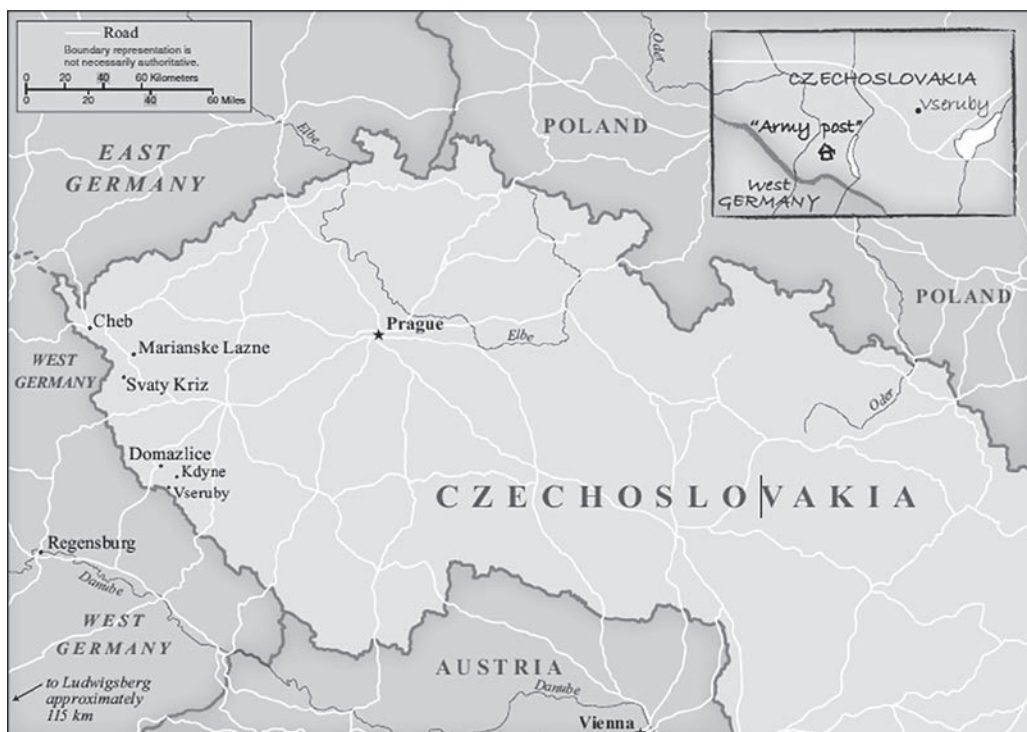 Road
Boundary representation is
not necessarily authoritative.
0 20 40 60 Kilometers
0 20 40 60 Miles
Elbe
Oder
POLAND
EAST
GERMANY
CZECHOSLOVAKIA
Vseruby
"Army
post"
West
GERMANY
POLAND
Cheb
Marianske Lazne
Svaty Kriz
Prague
Elbe
Oder
WEST
GERMANY
Domazlice
Kdyne
Vseruby
CZECHOSLOVAKIA
Regensburg
Danube
WEST
GERMANY
AUSTRIA
Danube
Vienna
to Ludwigsberg
approximately
115 km